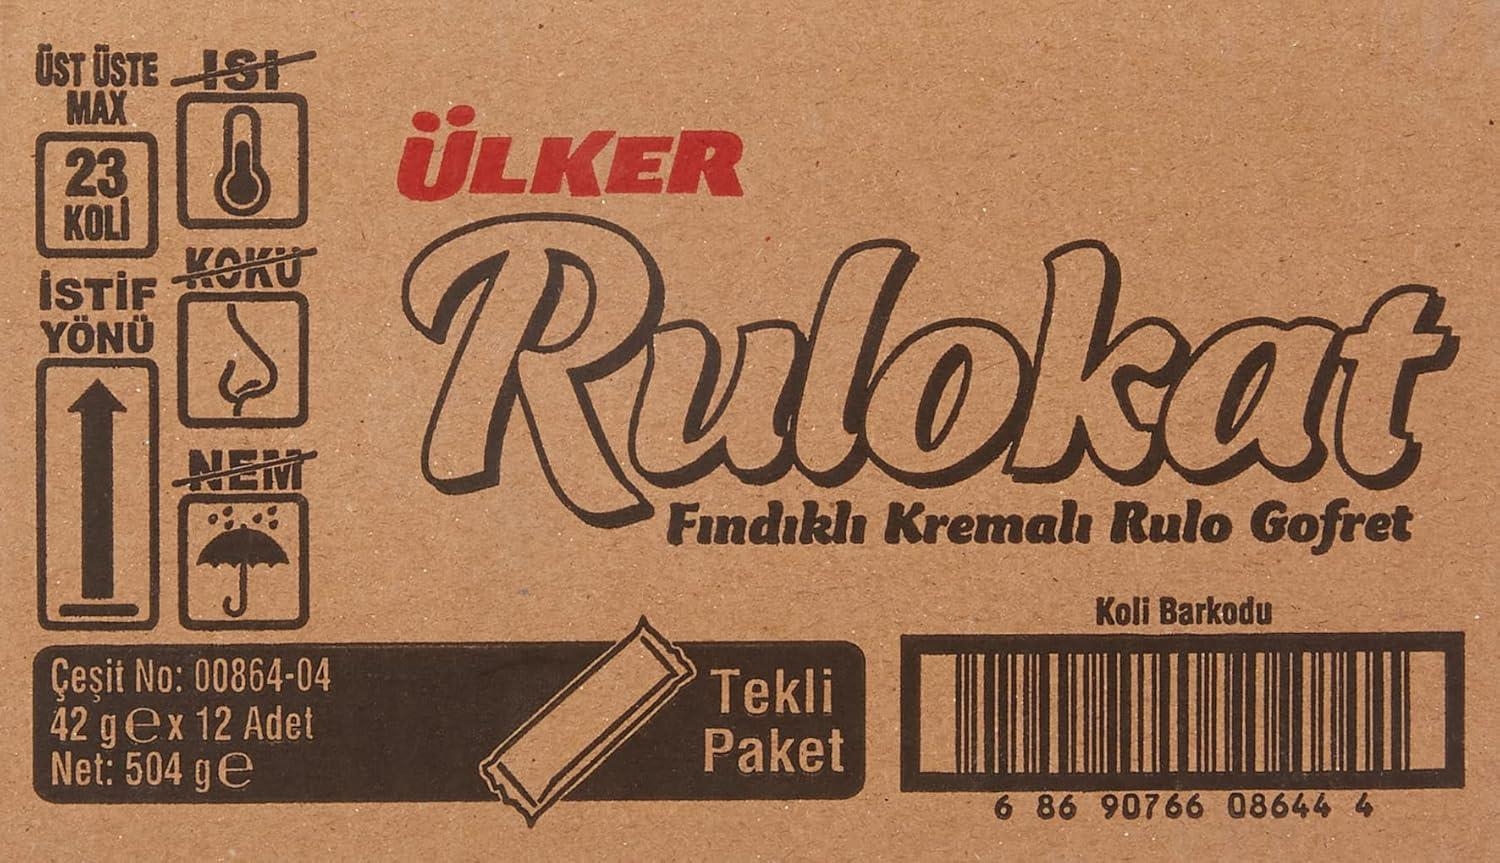 ÜST ÜSTE
MAX
23
KOLİ
İSTİF
YÖNÜ
ISI
KOKU
NEM
ÜLKER
Rulokat
Fındıklı Kremalı Rulo Gofret
Çeşit No: 00864-04
42 g℮ x 12 Adet
Net: 504 g℮
Tekli
Paket
Koli Barkodu
6 86 90766 08644 4